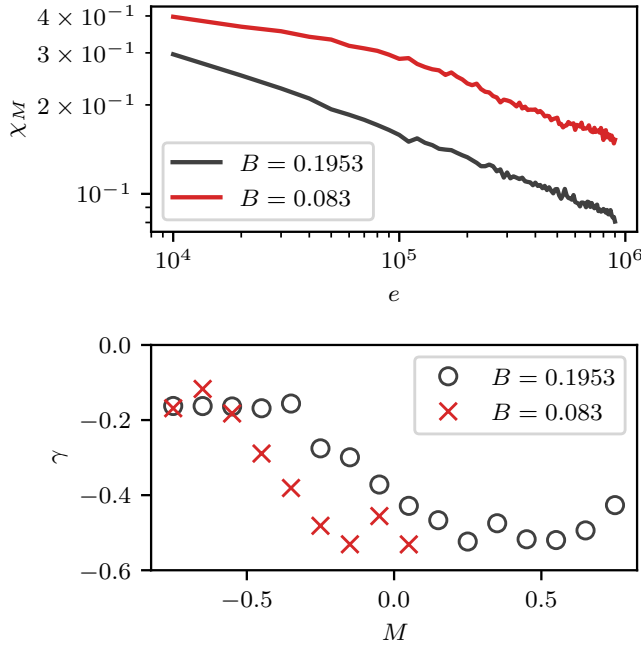 4 × 10⁻¹
3 × 10⁻¹
2 × 10⁻¹
10⁻¹
χ_M
B = 0.1953
B = 0.083
10⁴ 10⁵ 10⁶
e
0.0
−0.2
−0.4
−0.6
γ
B = 0.1953
B = 0.083
−0.5 0.0 0.5
M